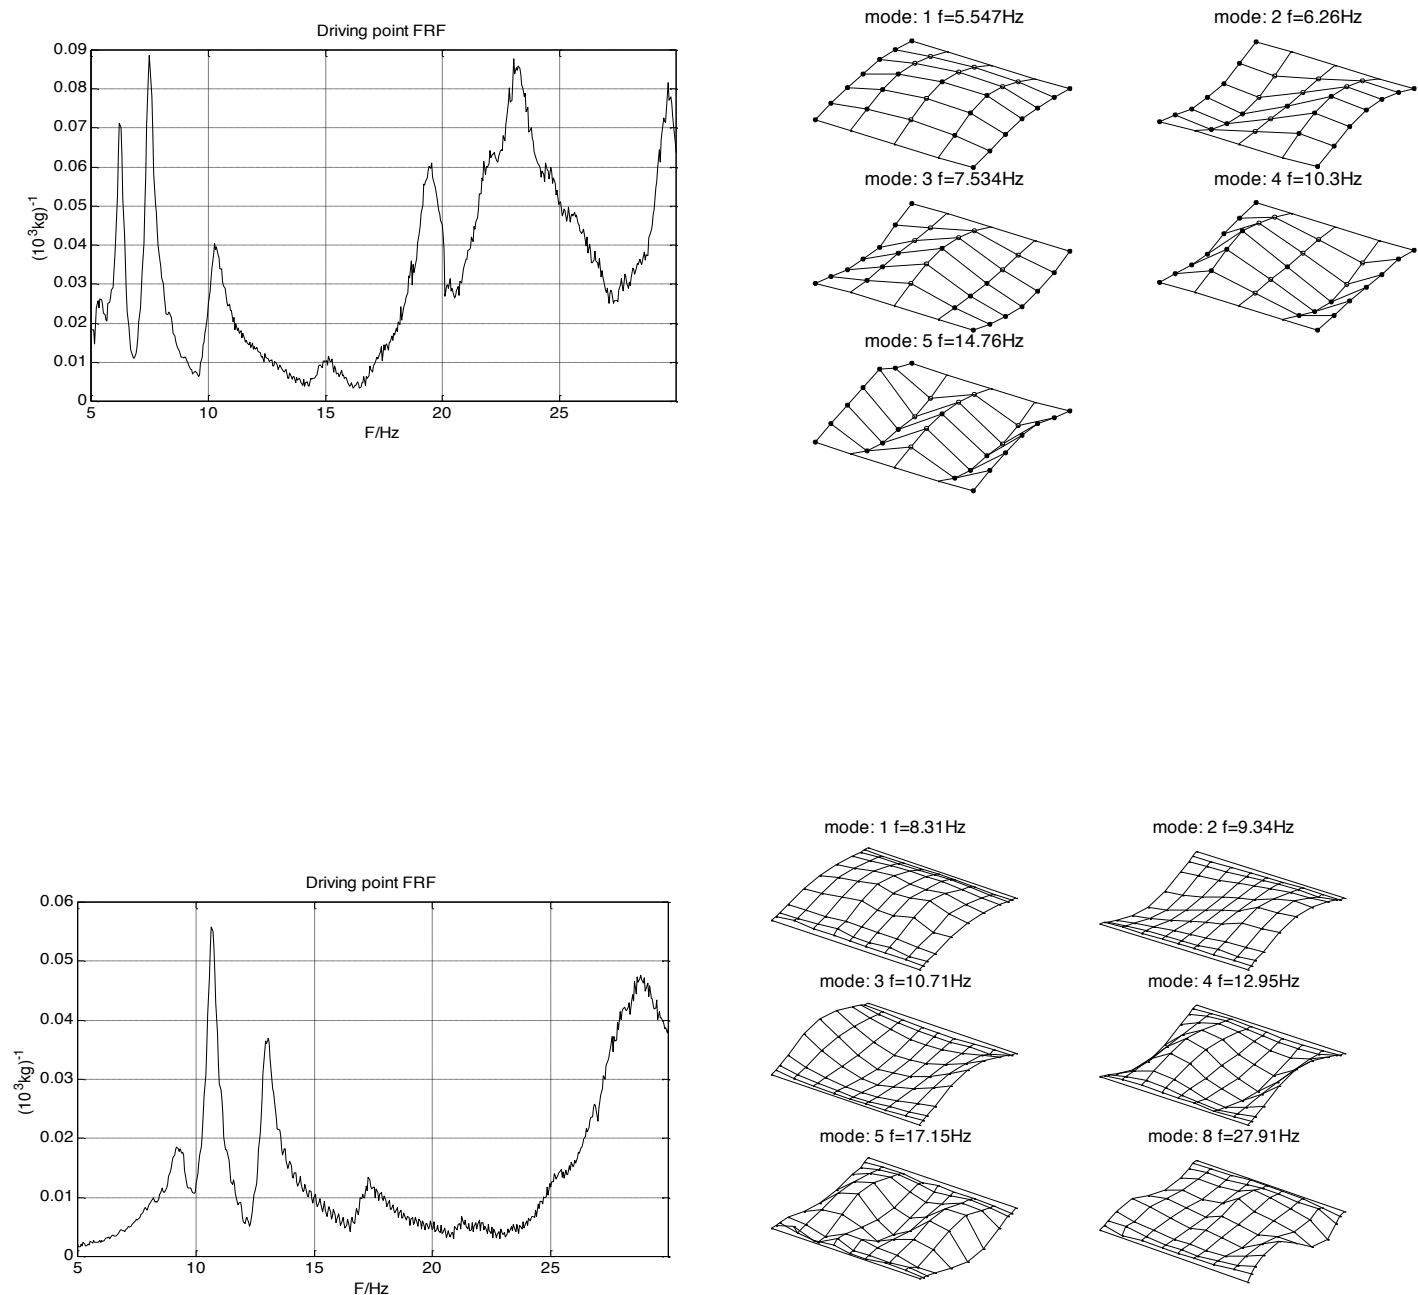 Driving point FRF
0.09
0.08
0.07
0.06
0.05
0.04
0.03
0.02
0.01
0
(10³kg)⁻¹
5 10 15 20 25
F/Hz
mode: 1 f=5.547Hz
mode: 2 f=6.26Hz
mode: 3 f=7.534Hz
mode: 4 f=10.3Hz
mode: 5 f=14.76Hz
Driving point FRF
0.06
0.05
0.04
0.03
0.02
0.01
0
(10³kg)⁻¹
5 10 15 20 25
F/Hz
mode: 1 f=8.31Hz
mode: 2 f=9.34Hz
mode: 3 f=10.71Hz
mode: 4 f=12.95Hz
mode: 5 f=17.15Hz
mode: 8 f=27.91Hz